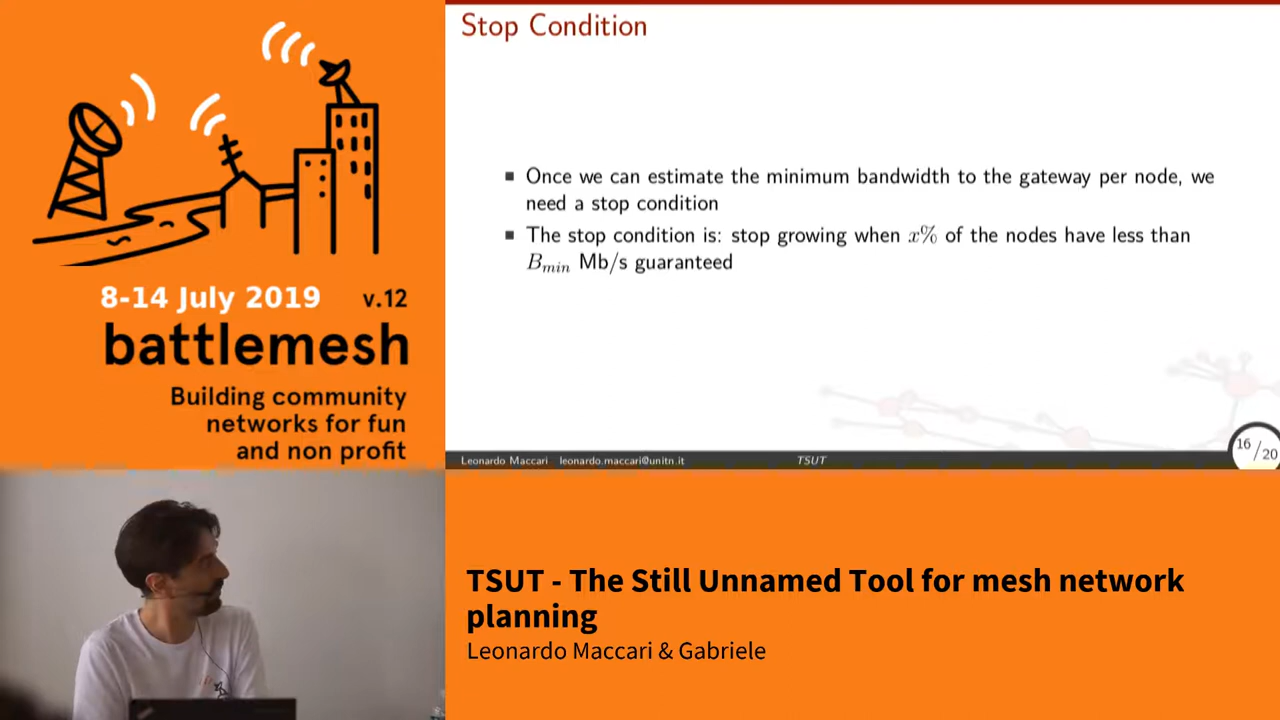 8-14 July 2019 v.12
battlemesh
Building community
networks for fun
and non profit
Stop Condition
Once we can estimate the minimum bandwidth to the gateway per node, we
need a stop condition
The stop condition is: stop growing when x% of the nodes have less than
Bmin Mb/s guaranteed
Leonardo Maccari leonardo.maccari@unitn.it TSUT 16/20
TSUT - The Still Unnamed Tool for mesh network
planning
Leonardo Maccari & Gabriele